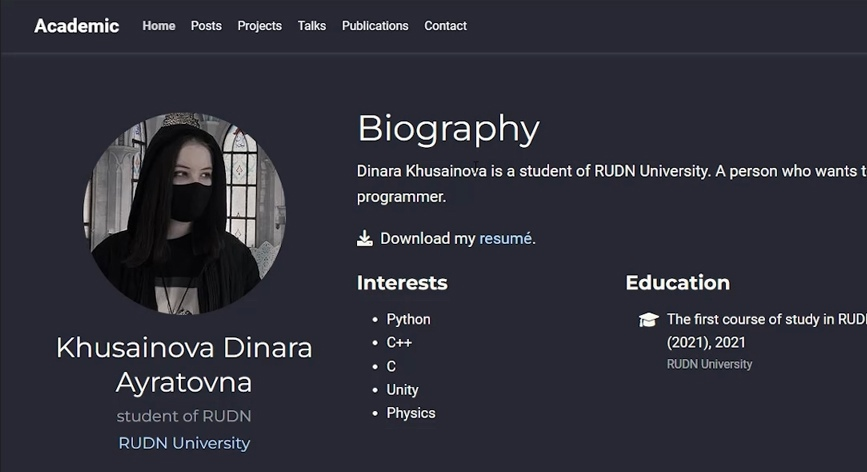 Academic Home Posts Projects Talks Publications Contact
Biography
Dinara Khusainova is a student of RUDN University. A person who wants
programmer.
Download my resumé.
Interests
Python
C++
C
Unity
Physics
Education
The first course of study in
(2021), 2021
RUDN University
Khusainova Dinara
Ayratovna
student of RUDN
RUDN University